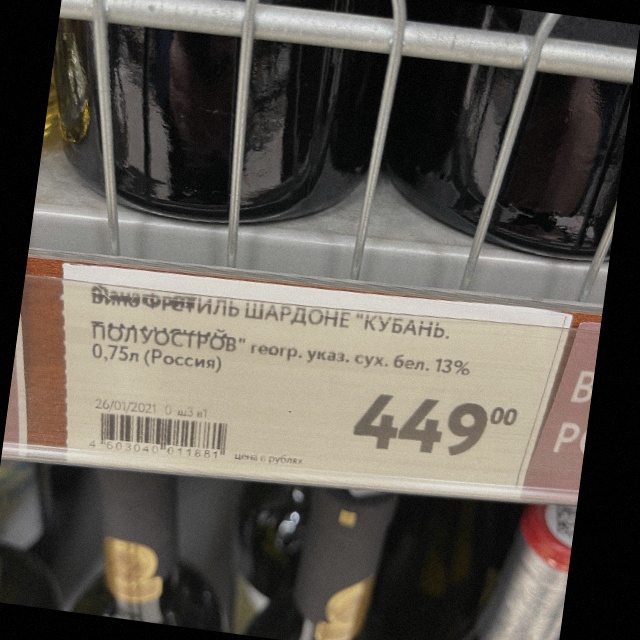 ШАРДОНЕ "КУБАНЬ.
ПОЛУОСТРОВ" геогр. указ. сух. бел. 13%
0,75л (Россия)
449 00
26/01/2021
4 603040 611881
цена в рублях